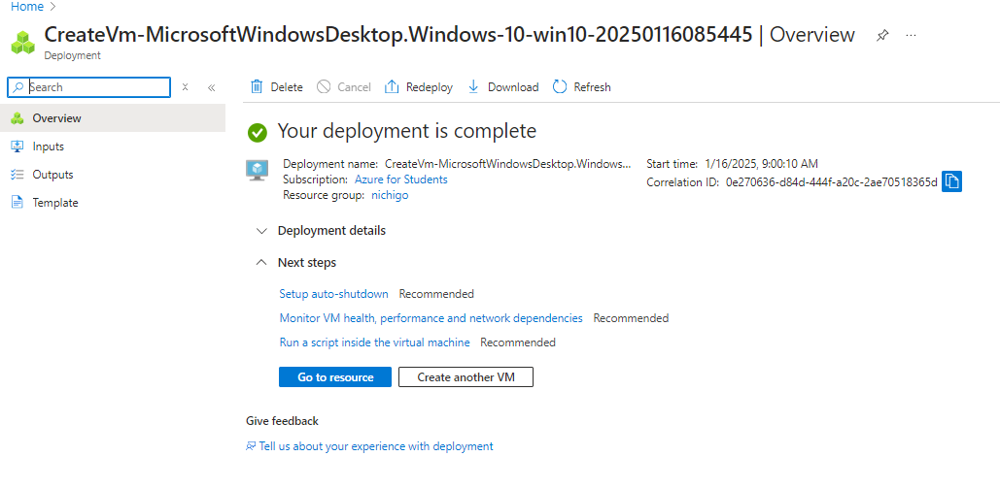 Home >
CreateVm-MicrosoftWindowsDesktop.Windows-10-win10-20250116085445 | Overview ...
Deployment
Search
Delete Cancel Redeploy Download Refresh
Overview
Inputs
Outputs
Template
Your deployment is complete
Deployment name: CreateVm-MicrosoftWindowsDesktop.Windows... Start time: 1/16/2025, 9:00:10 AM
Subscription: Azure for Students Correlation ID: 0e270636-d84d-444f-a20c-2ae70518365d
Resource group: nichigo
Deployment details
Next steps
Setup auto-shutdown Recommended
Monitor VM health, performance and network dependencies Recommended
Run a script inside the virtual machine Recommended
Go to resource Create another VM
Give feedback
Tell us about your experience with deployment